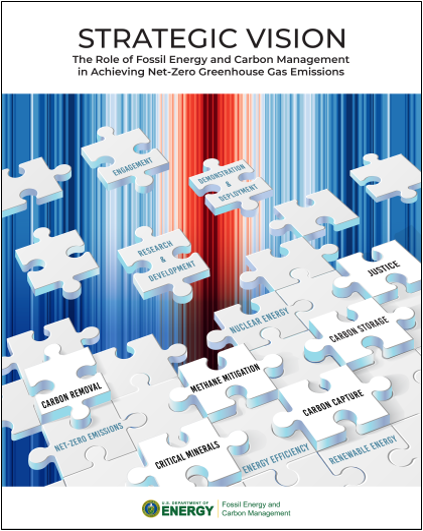 STRATEGIC VISION
The Role of Fossil Energy and Carbon Management
in Achieving Net-Zero Greenhouse Gas Emissions
ENGAGEMENT
DEMONSTRATION
&
DEPLOYMENT
RESEARCH
&
DEVELOPMENT
JUSTICE
NUCLEAR ENERGY
CARBON STORAGE
METHANE MITIGATION
CARBON REMOVAL
CARBON CAPTURE
NET-ZERO EMISSIONS
CRITICAL MINERALS
ENERGY EFFICIENCY
RENEWABLE ENERGY
U.S. DEPARTMENT OF
ENERGY
Fossil Energy and
Carbon Management